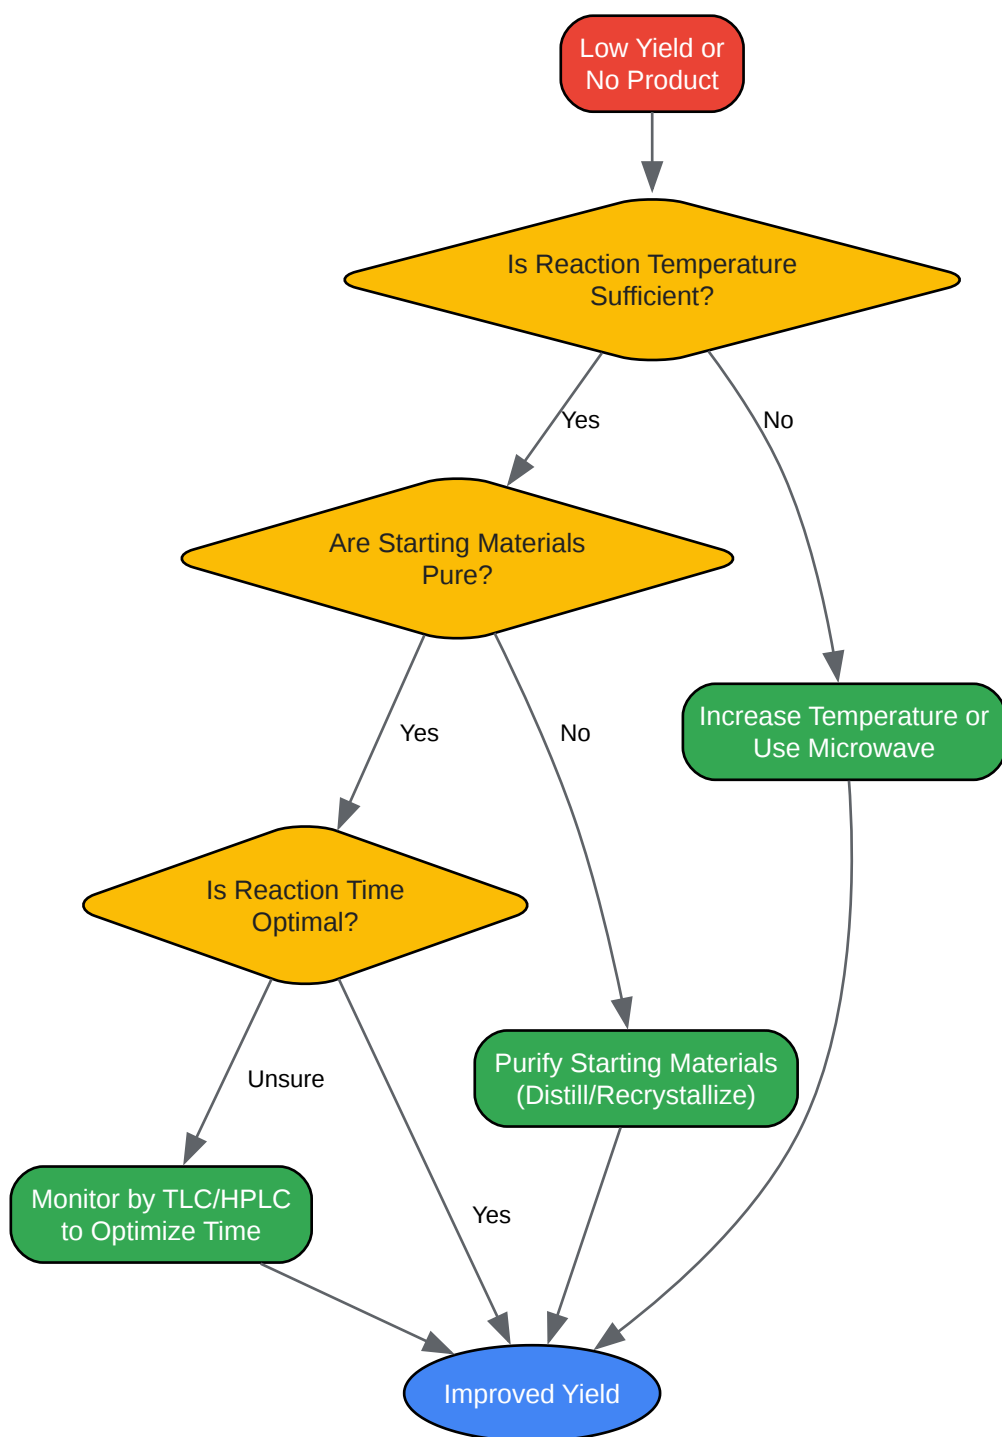 Low Yield or
No Product
Is Reaction Temperature
Sufficient?
Yes
No
Are Starting Materials
Pure?
Yes
No
Increase Temperature or
Use Microwave
Is Reaction Time
Optimal?
Unsure
Yes
Purify Starting Materials
(Distill/Recrystallize)
Monitor by TLC/HPLC
to Optimize Time
Improved Yield